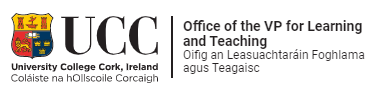 UCC
University College Cork, Ireland
Coláiste na hOllscoile Corcaigh
Office of the VP for Learning
and Teaching
Oifig an Leasuachtaráin Foghlama
agus Teagaisc